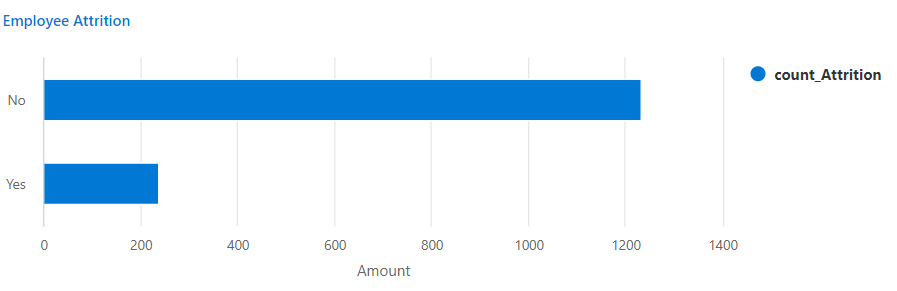 Employee Attrition
count_Attrition
No
Yes
0 200 400 600 800 1000 1200 1400
Amount